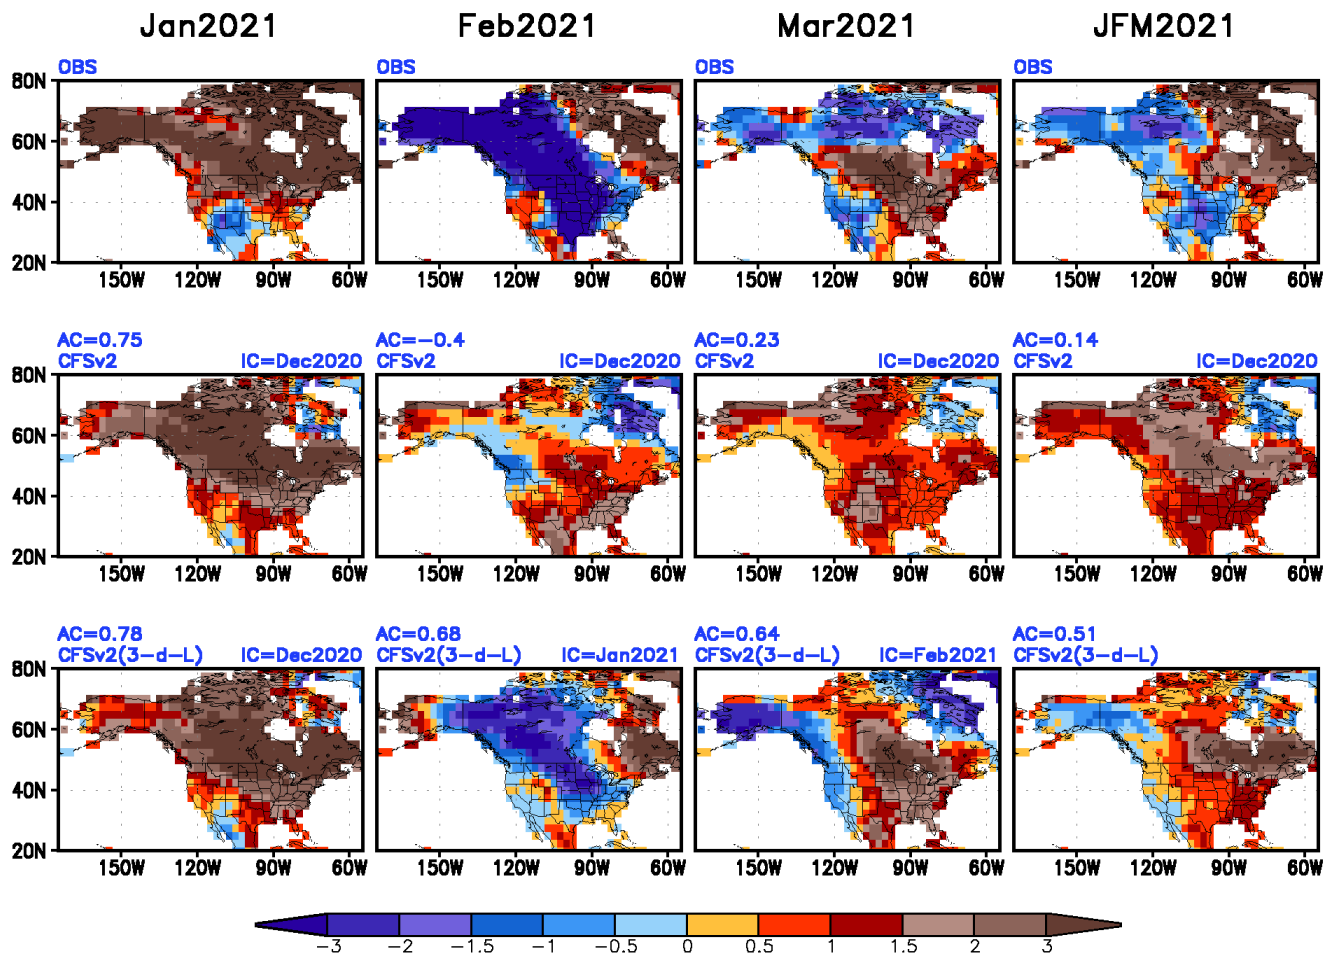 Jan2021 Feb2021 Mar2021 JFM2021
OBS OBS OBS OBS
80N
60N
40N
20N
150W 120W 90W 60W 150W 120W 90W 60W 150W 120W 90W 60W 150W 120W 90W 60W
AC=0.75 AC=−0.4 AC=0.23 AC=0.14
CFSv2 IC=Dec2020 CFSv2 IC=Dec2020 CFSv2 IC=Dec2020 CFSv2 IC=Dec2020
80N
60N
40N
20N
150W 120W 90W 60W 150W 120W 90W 60W 150W 120W 90W 60W 150W 120W 90W 60W
AC=0.78 AC=0.68 AC=0.64 AC=0.51
CFSv2(3−d−L) IC=Dec2020 CFSv2(3−d−L) IC=Jan2021 CFSv2(3−d−L) IC=Feb2021 CFSv2(3−d−L)
80N
60N
40N
20N
150W 120W 90W 60W 150W 120W 90W 60W 150W 120W 90W 60W 150W 120W 90W 60W
−3 −2 −1.5 −1 −0.5 0 0.5 1 1.5 2 3